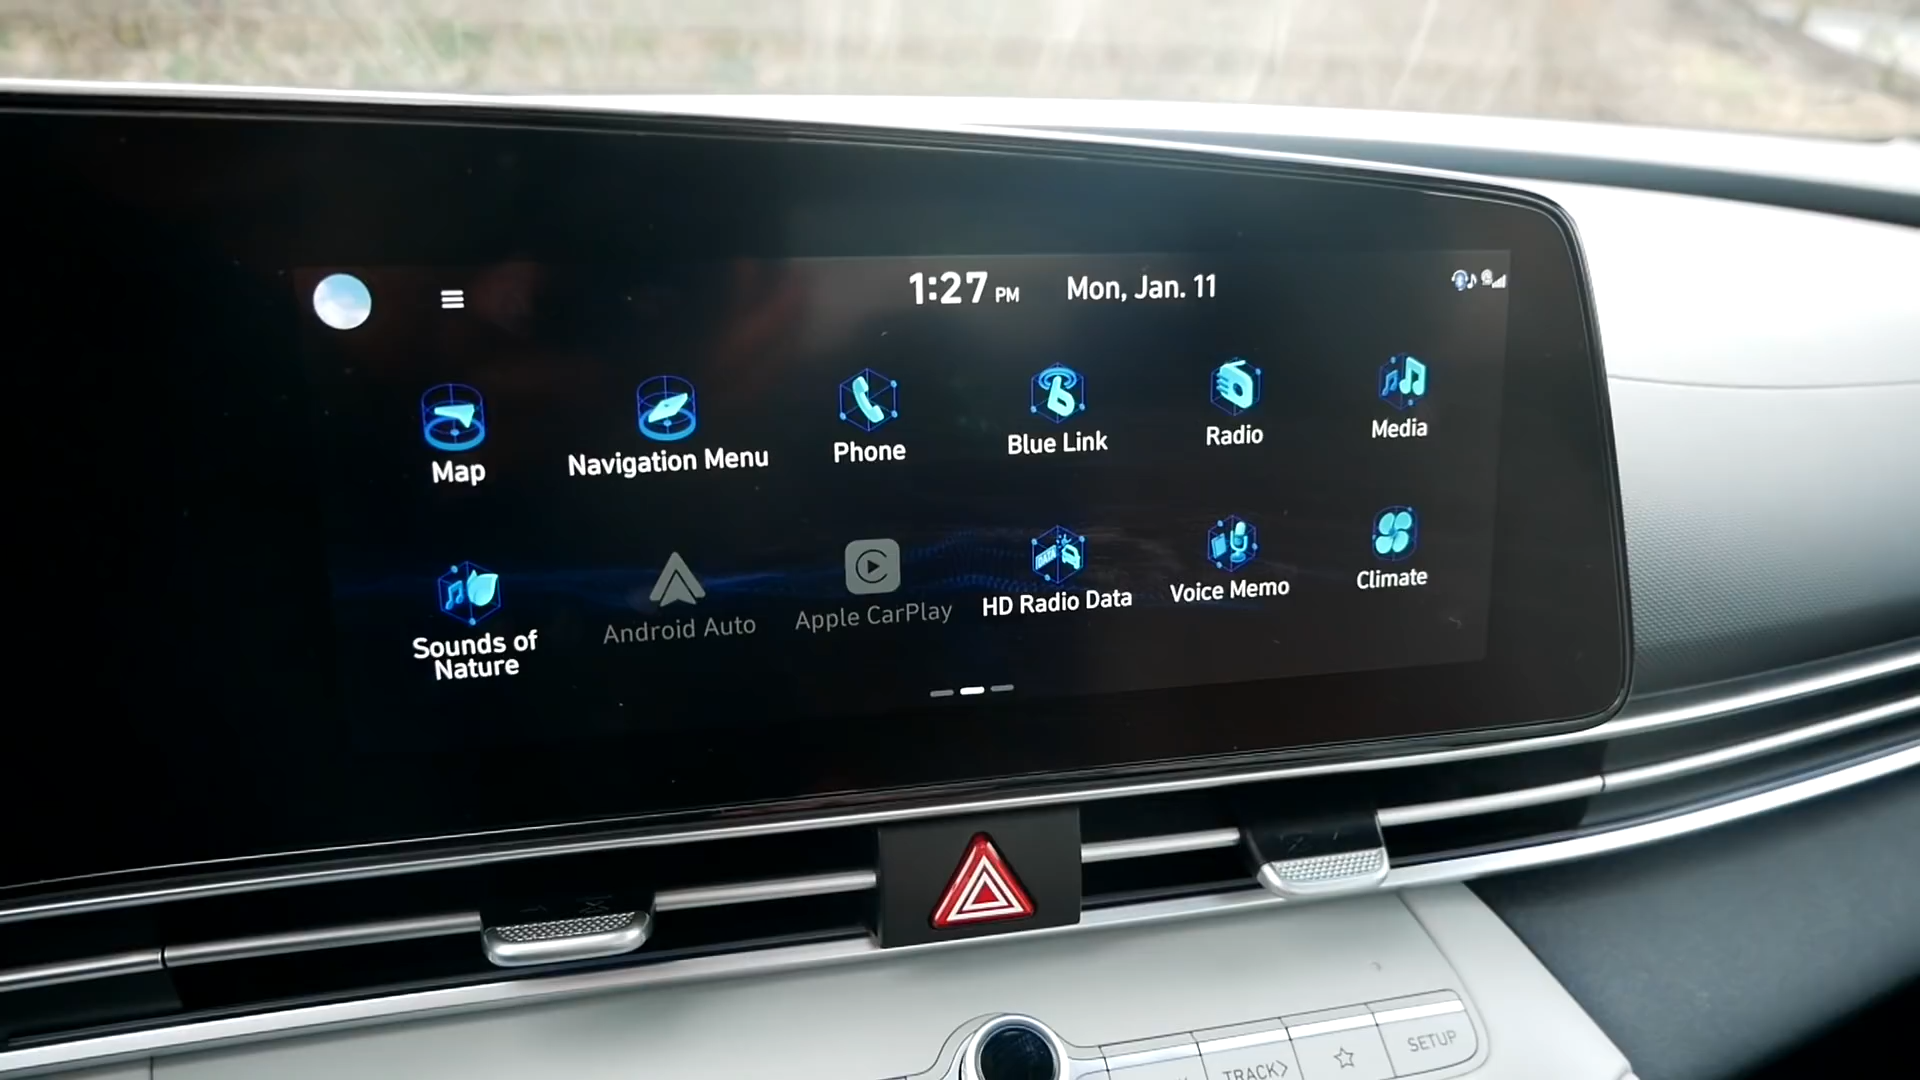 1:27 PM Mon, Jan. 11
Map
Navigation Menu
Phone
Blue Link
Radio
Media
Sounds of
Nature
Android Auto
Apple CarPlay
DATA
HD Radio Data
Voice Memo
Climate
TRACK
SETUP